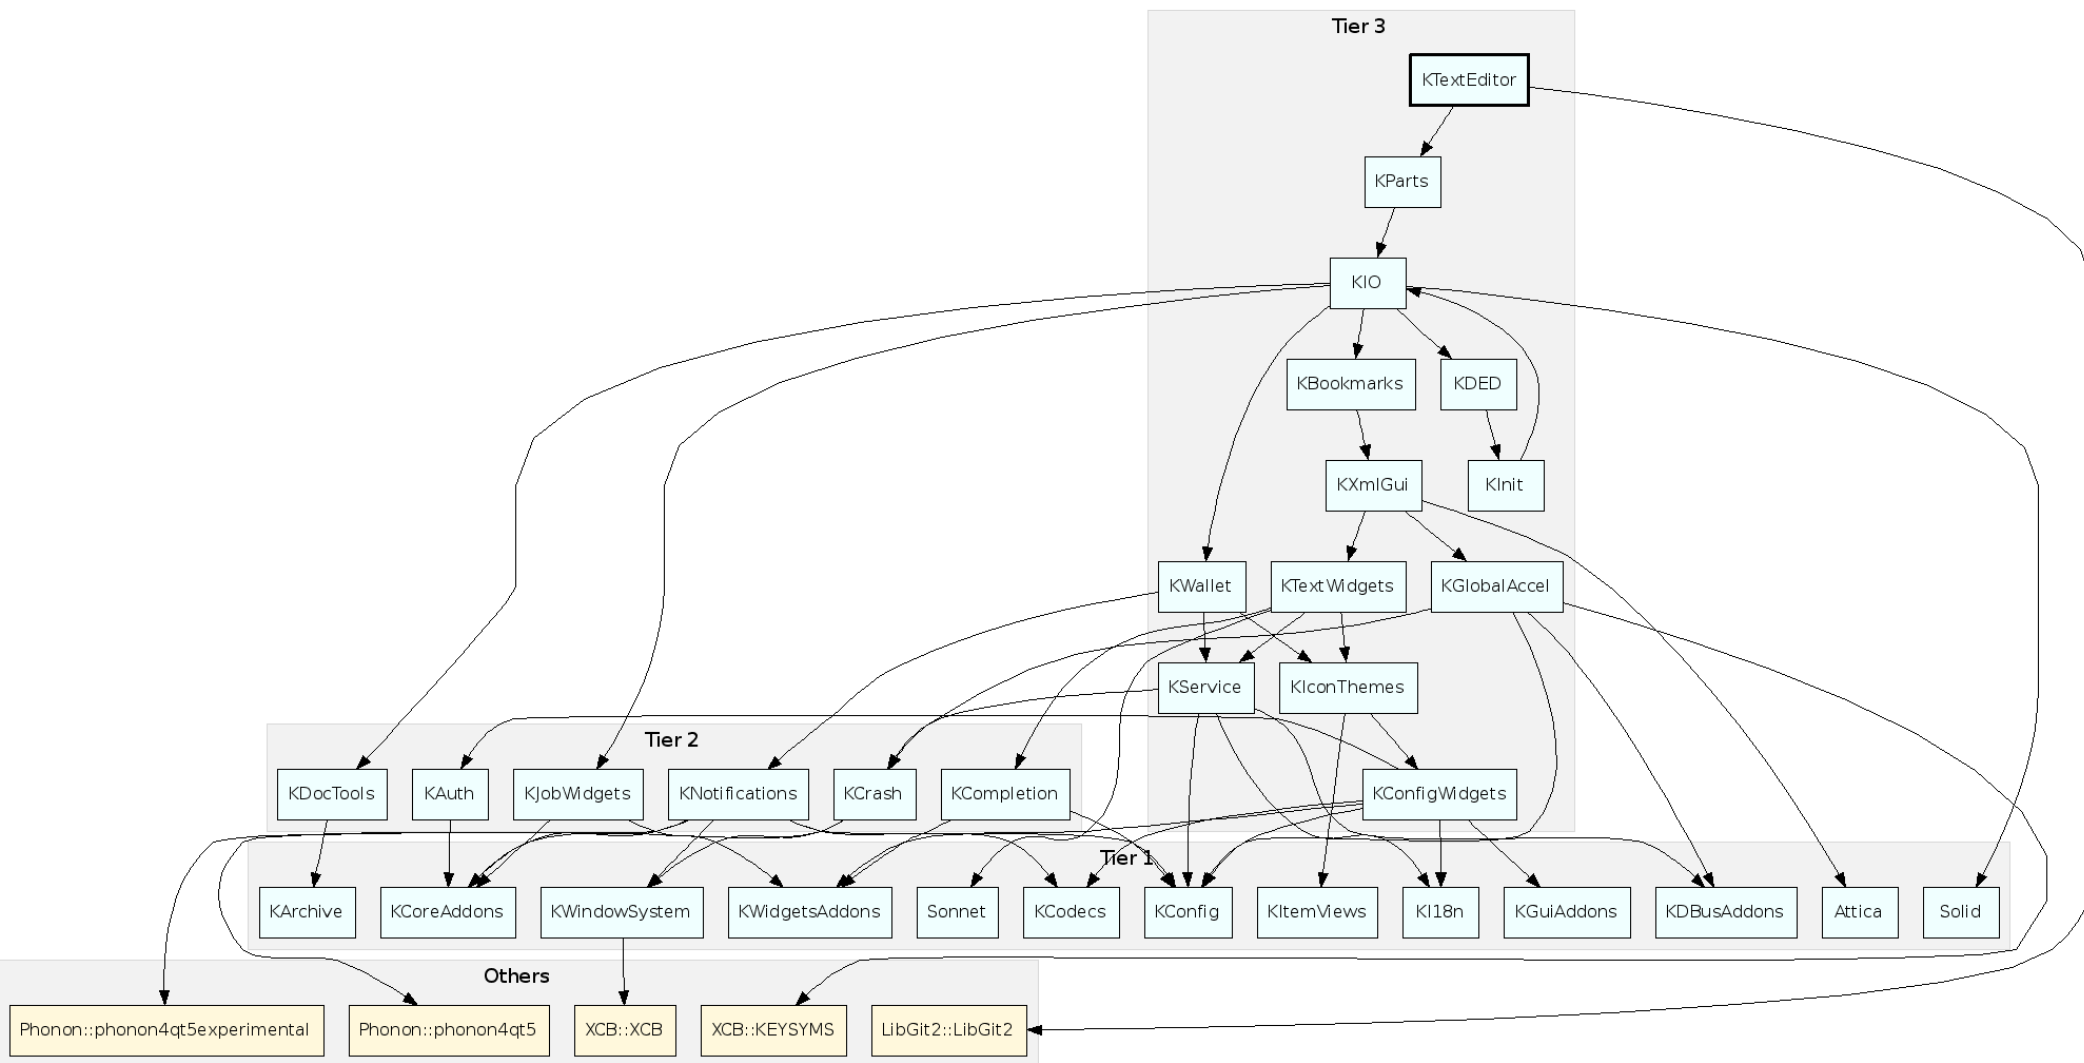 Tier 3
KTextEditor
KParts
KIO
KBookmarks
KDED
KXmlGui
KInit
KWallet
KTextWidgets
KGlobalAccel
KService
KIconThemes
Tier 2
KDocTools
KAuth
KJobWidgets
KNotifications
KCrash
KCompletion
KConfigWidgets
Tier 1
KArchive
KCoreAddons
KWindowSystem
KWidgetsAddons
Sonnet
KCodecs
KConfig
KItemViews
KI18n
KGuiAddons
KDBusAddons
Attica
Solid
Others
Phonon::phonon4qt5experimental
Phonon::phonon4qt5
XCB::XCB
XCB::KEYSYMS
LibGit2::LibGit2